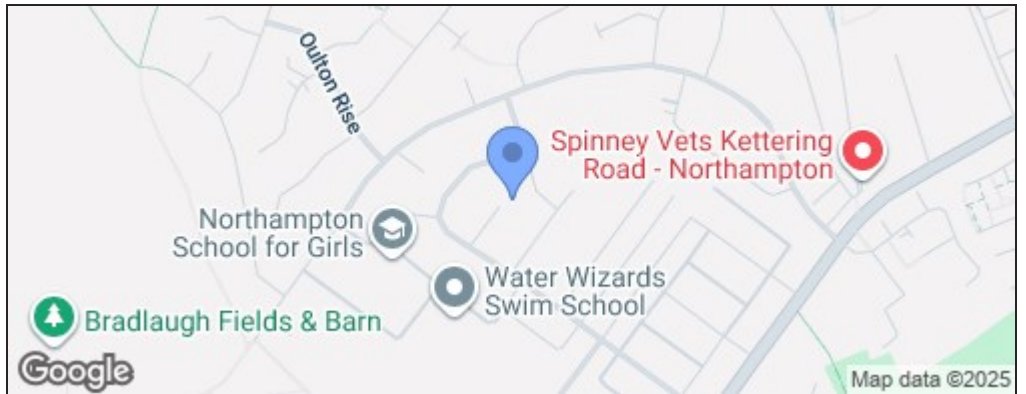 Oulton Rise
Spinney Vets Kettering
Road - Northampton
Northampton
School for Girls
Water Wizards
Swim School
Bradlaugh Fields & Barn
Google
Map data ©2025